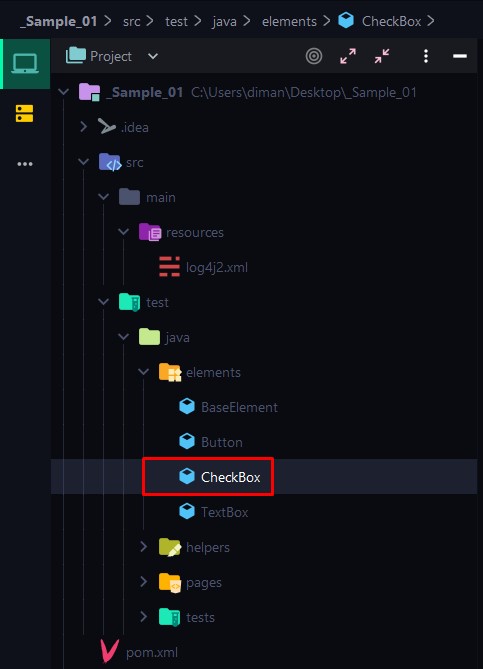 _Sample_01 > src > test > java > elements > CheckBox >
Project
_Sample_01 C:\Users\diman\Desktop\_Sample_01
.idea
src
main
resources
log4j2.xml
test
java
elements
BaseElement
Button
CheckBox
TextBox
helpers
pages
tests
pom.xml